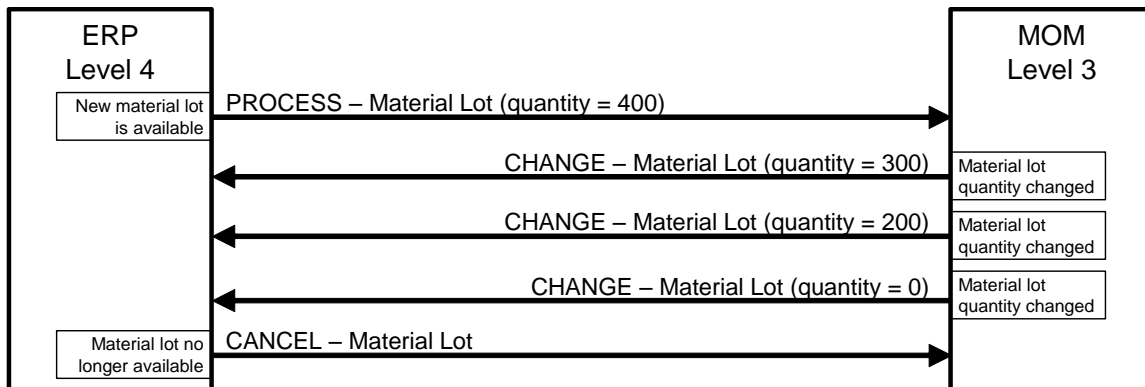 ERP
Level 4
MOM
Level 3
New material lot
is available
PROCESS – Material Lot (quantity = 400)
CHANGE – Material Lot (quantity = 300)
Material lot
quantity changed
CHANGE – Material Lot (quantity = 200)
Material lot
quantity changed
CHANGE – Material Lot (quantity = 0)
Material lot
quantity changed
Material lot no
longer available
CANCEL – Material Lot